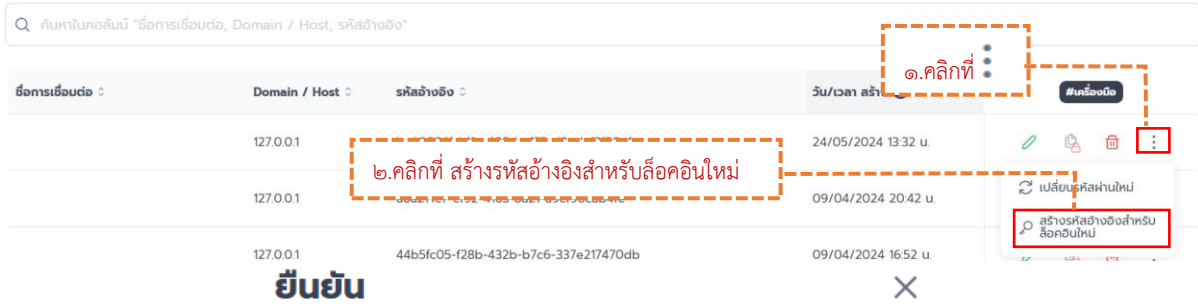 ค้นหาในคอลัมน์ "ชื่อการเชื่อมต่อ, Domain / Host, รหัสอ้างอิง"
๑.คลิกที่
ชื่อการเชื่อมต่อ Domain / Host รหัสอ้างอิง วัน/เวลา #เครื่องมือ
127.0.0.1 24/05/2024 13:32 น.
๒.คลิกที่ สร้างรหัสอ้างอิงสำหรับล็อคอินใหม่
เปลี่ยนรหัสผ่านใหม่
127.0.0.1 09/04/2024 20:42 น.
สร้างรหัสอ้างอิงสำหรับ
ล็อคอินใหม่
127.0.0.1 44b5fc05-f28b-432b-b7c6-337e217470db 09/04/2024 16:52 น.
ยืนยัน